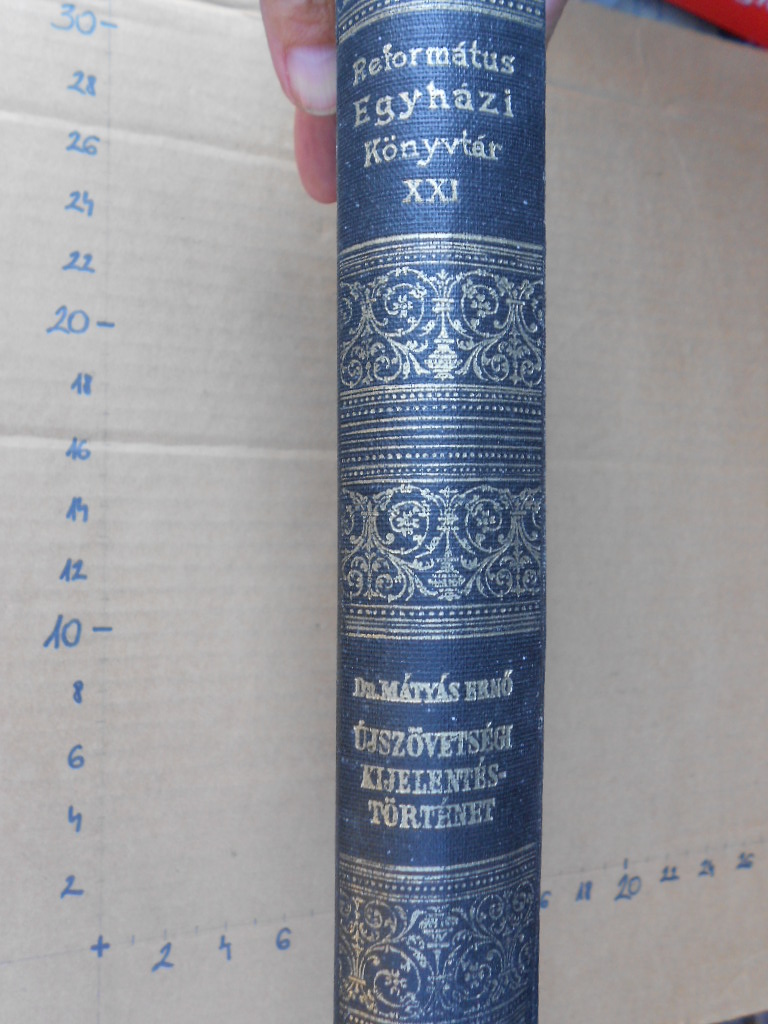 Református
Egyházi
Könyvtár
XXI
Dr. MÁTYÁS ERNŐ
ÚJSZÖVETSÉGI
KIJELENTÉS-
TÖRTÉNET
30
28
26
24
22
20
18
16
14
12
10
8
6
4
2
+ 2 4 6 6 18 20 22 24 26